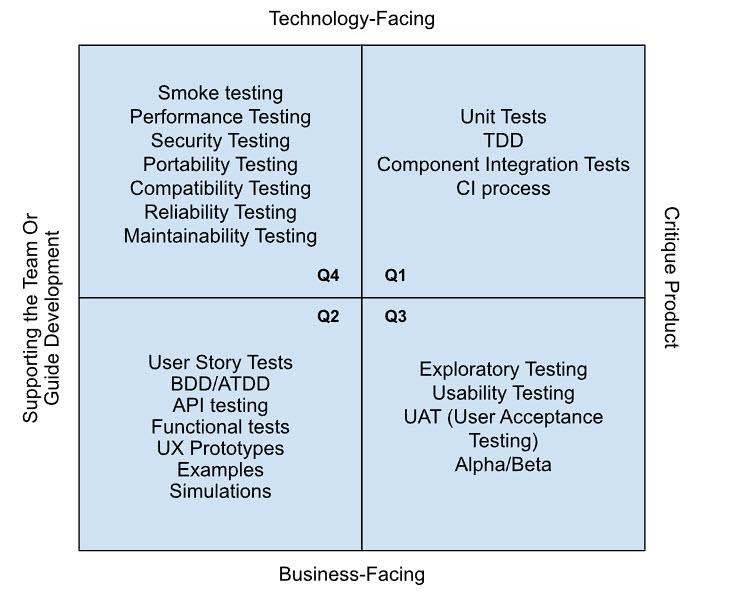 Technology-Facing
Smoke testing
Performance Testing
Security Testing
Portability Testing
Compatibility Testing
Reliability Testing
Maintainability Testing
Q4
Unit Tests
TDD
Component Integration Tests
CI process
Q1
Supporting the Team Or
Guide Development
Critique Product
Q2
User Story Tests
BDD/ATDD
API testing
Functional tests
UX Prototypes
Examples
Simulations
Q3
Exploratory Testing
Usability Testing
UAT (User Acceptance
Testing)
Alpha/Beta
Business-Facing